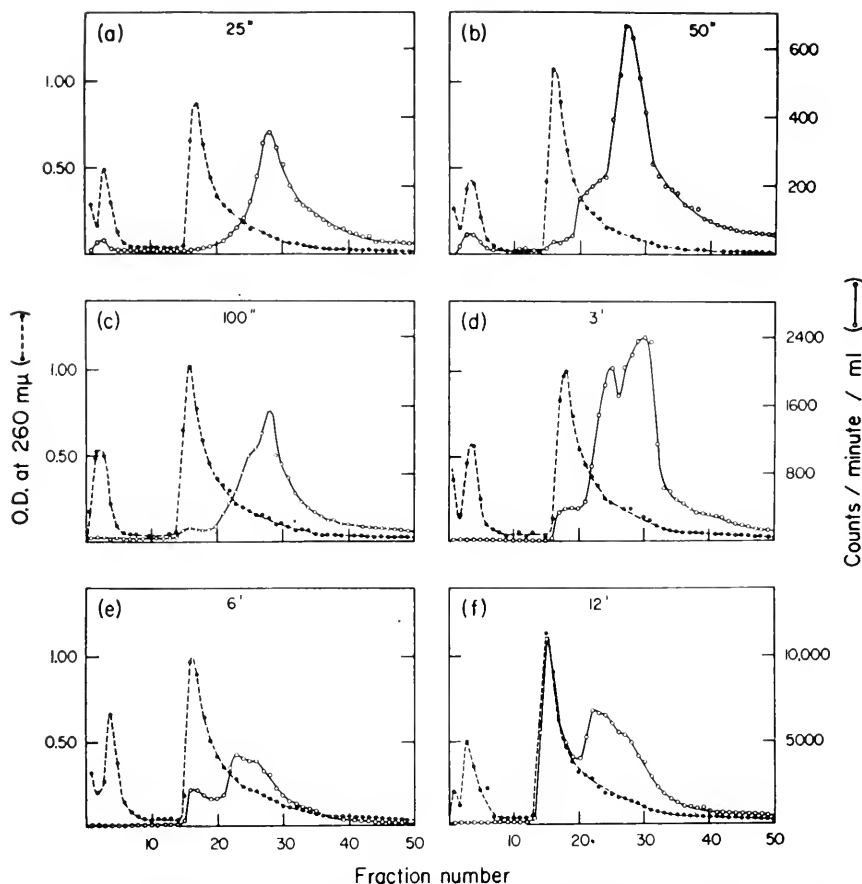 (a) 25"
(b) 50"
1.00
0.50
600
400
200
(c) 100"
(d) 3'
1.00
0.50
2400
1600
800
(e) 6'
(f) 12'
1.00
0.50
10,000
5000
10 20 30 40 50
10 20 30 40 50
O.D. at 260 mμ (•----•)
Counts / minute / ml (o—o)
Fraction number